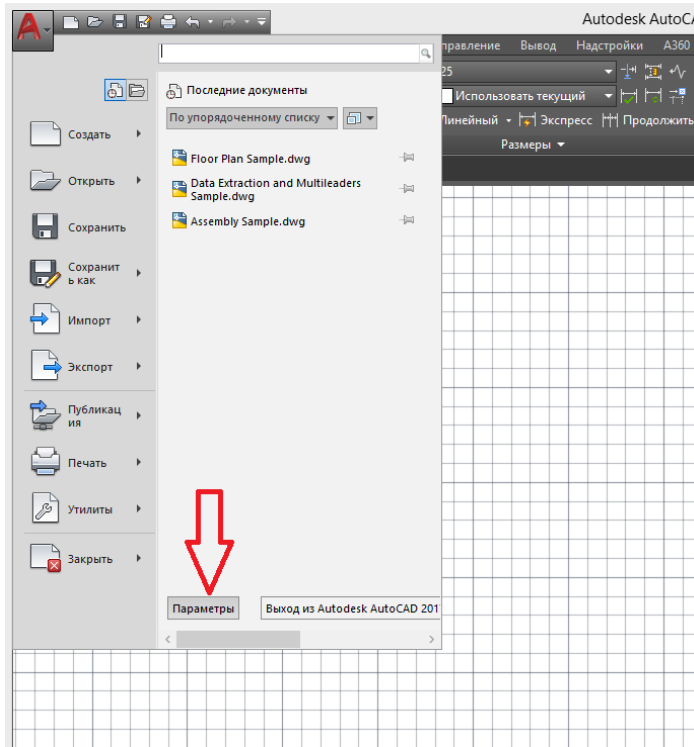 Autodesk AutoCA
правление Вывод Надстройки A360
25
Использовать текущий
Линейный Экспресс Продолжить
Размеры
Последние документы
По упорядоченному списку
Floor Plan Sample.dwg
Data Extraction and Multileaders
Sample.dwg
Assembly Sample.dwg
Создать
Открыть
Сохранить
Сохранит
ь как
Импорт
Экспорт
Публикац
ия
Печать
Утилиты
Закрыть
Параметры
Выход из Autodesk AutoCAD 201